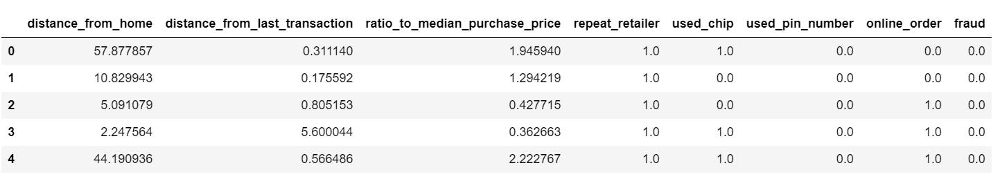 distance_from_home distance_from_last_transaction ratio_to_median_purchase_price repeat_retailer used_chip used_pin_number online_order fraud
0 57.877857 0.311140 1.945940 1.0 1.0 0.0 0.0 0.0
1 10.829943 0.175592 1.294219 1.0 0.0 0.0 0.0 0.0
2 5.091079 0.805153 0.427715 1.0 0.0 0.0 1.0 0.0
3 2.247564 5.600044 0.362663 1.0 1.0 0.0 1.0 0.0
4 44.190936 0.566486 2.222767 1.0 1.0 0.0 1.0 0.0